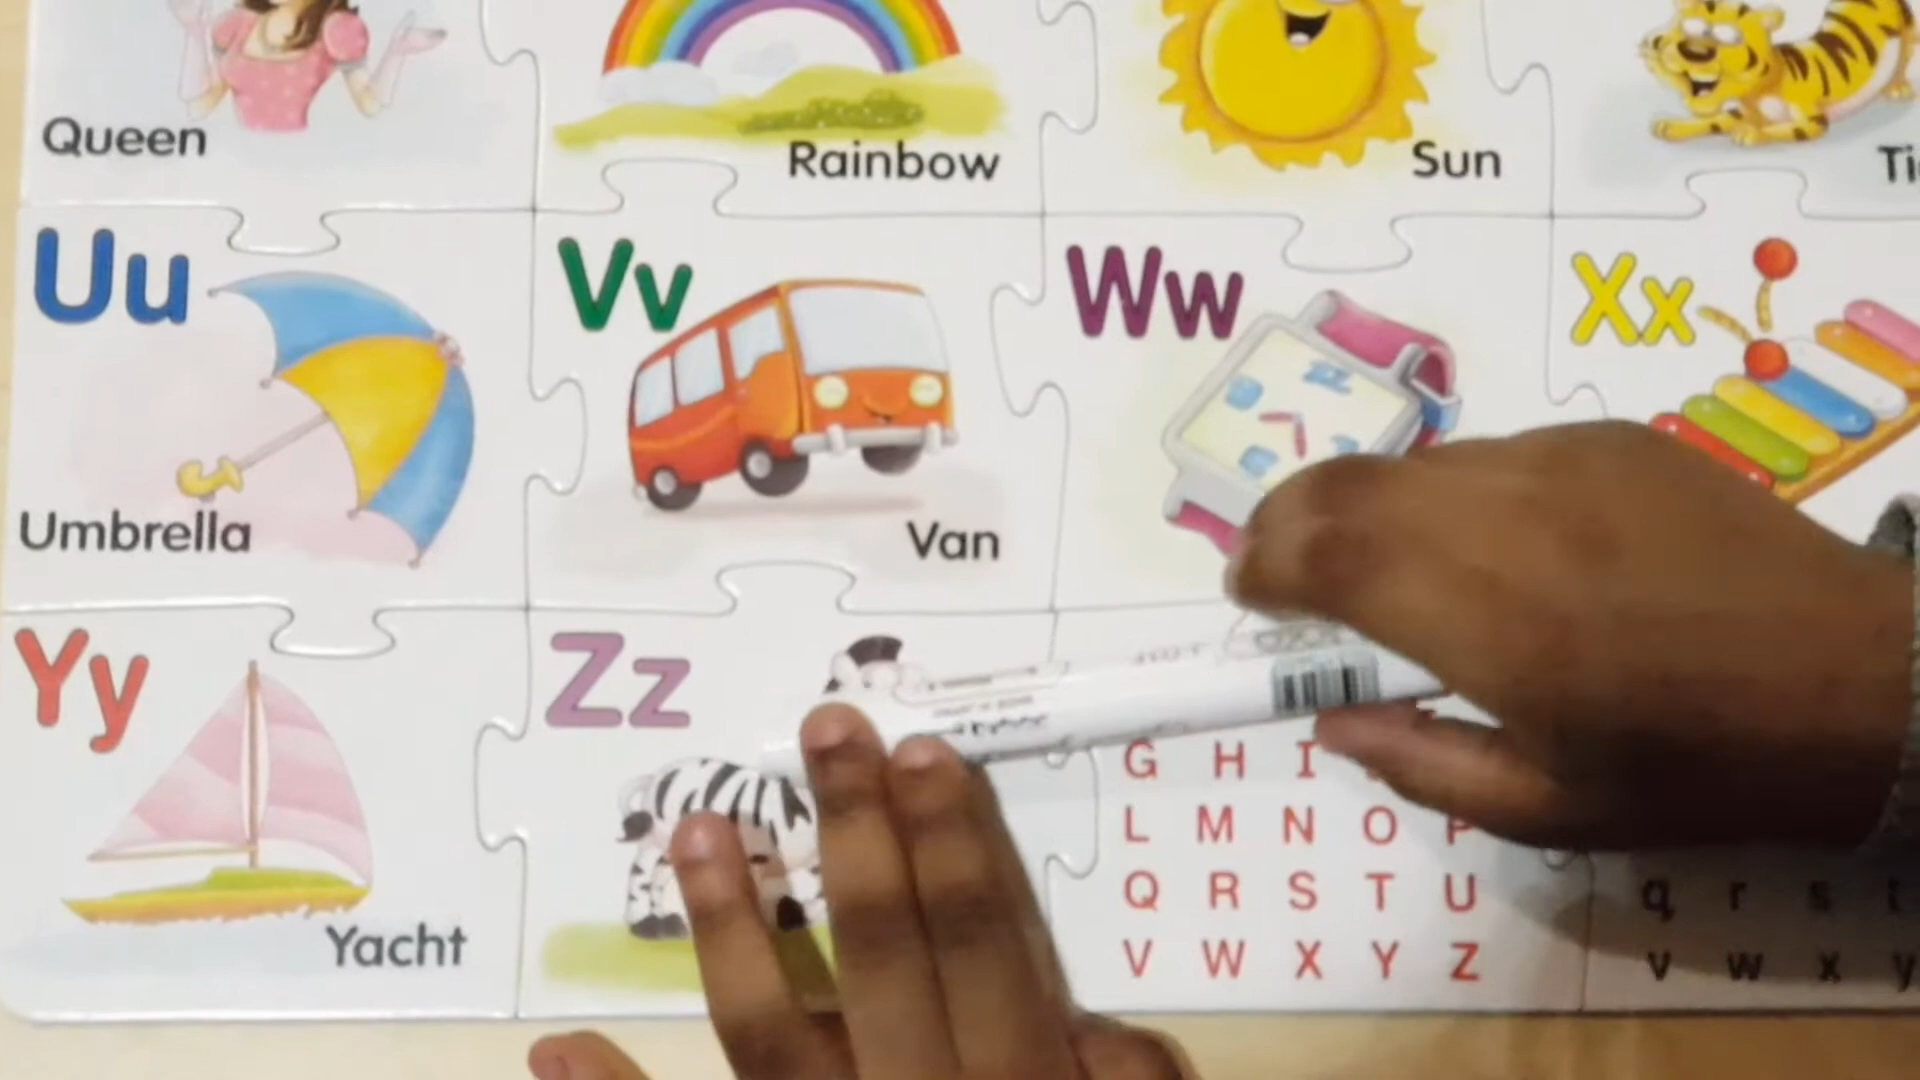 Queen
Rainbow
Sun
Uu
Vv
Ww
Xx
Umbrella
Van
Yy
Zz
G H I
L M N O P
Q R S T U
V W X Y Z
q r s t
v w x y
Yacht